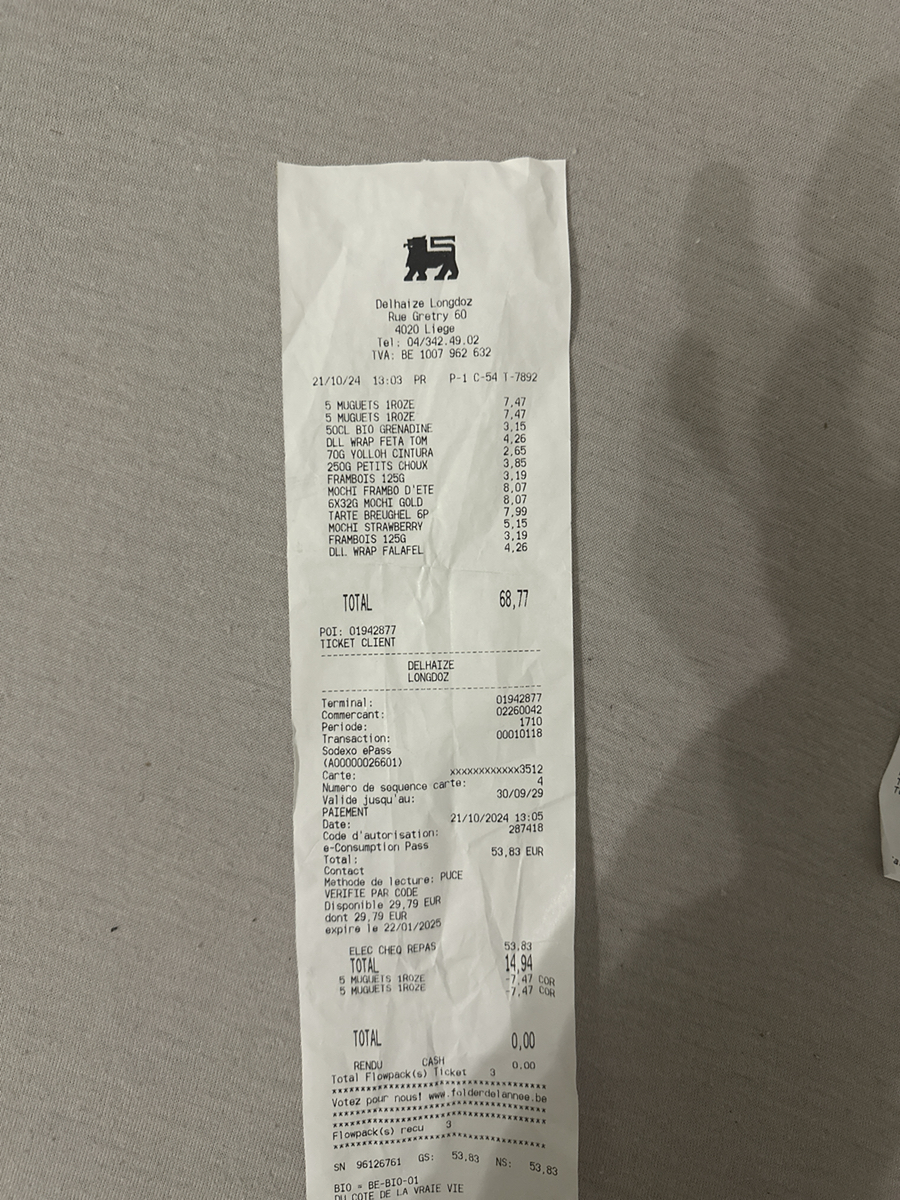 Delhaize Longdoz
Rue Gretry 60
4020 Liege
Tel: 04/342.49.02
TVA: BE 1007 962 632
21/10/24 13:03 PR P-1 C-54 T-7892
5 MUGUETS 1ROZE 7,47
5 MUGUETS 1ROZE 7,47
50CL BIO GRENADINE 3,15
DLL WRAP FETA TOM 4,26
70G YOLLOH CINTURA 2,65
250G PETITS CHOUX 3,85
FRAMBOIS 125G 3,19
MOCHI FRAMBO D'ETE 8,07
6X32G MOCHI GOLD 8,07
TARTE BREUGHEL 6P 7,99
MOCHI STRAWBERRY 5,15
FRAMBOIS 125G 3,19
DLL WRAP FALAFEL 4,26
TOTAL 68,77
POI: 01942877
TICKET CLIENT
DELHAIZE
LONGDOZ
Terminal: 01942877
Commercant: 02260042
Periode: 1710
Transaction: 00010118
Sodexo ePass
(A00000026601)
Carte: xxxxxxxxxxxx3512
Numero de sequence carte: 4
Valide jusqu'au: 30/09/29
PAIEMENT
Date: 21/10/2024 13:05
Code d'autorisation: 287418
e-Consumption Pass
Total: 53,83 EUR
Contact
Methode de lecture: PUCE
VERIFIE PAR CODE
Disponible 29,79 EUR
dont 29,79 EUR
expire le 22/01/2025
ELEC CHEQ REPAS 53,83
TOTAL 14,94
5 MUGUETS 1ROZE -7,47 COR
5 MUGUETS 1ROZE -7,47 COR
TOTAL 0,00
RENDU CASH 0,00
Total Flowpack(s) Ticket 3
************************************
Votez pour nous! www.folderdelannee.be
************************************
************************************
Flowpack(s) recu 3
************************************
SN 96126761 GS: 53,83 NS: 53,83
BIO = BE-BIO-01
DU COTE DE LA VRAIE VIE